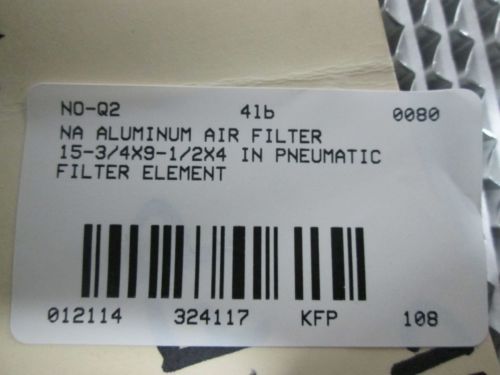 NO-Q2 4lb 0080
NA ALUMINUM AIR FILTER
15-3/4X9-1/2X4 IN PNEUMATIC
FILTER ELEMENT
012114 324117 KFP 108